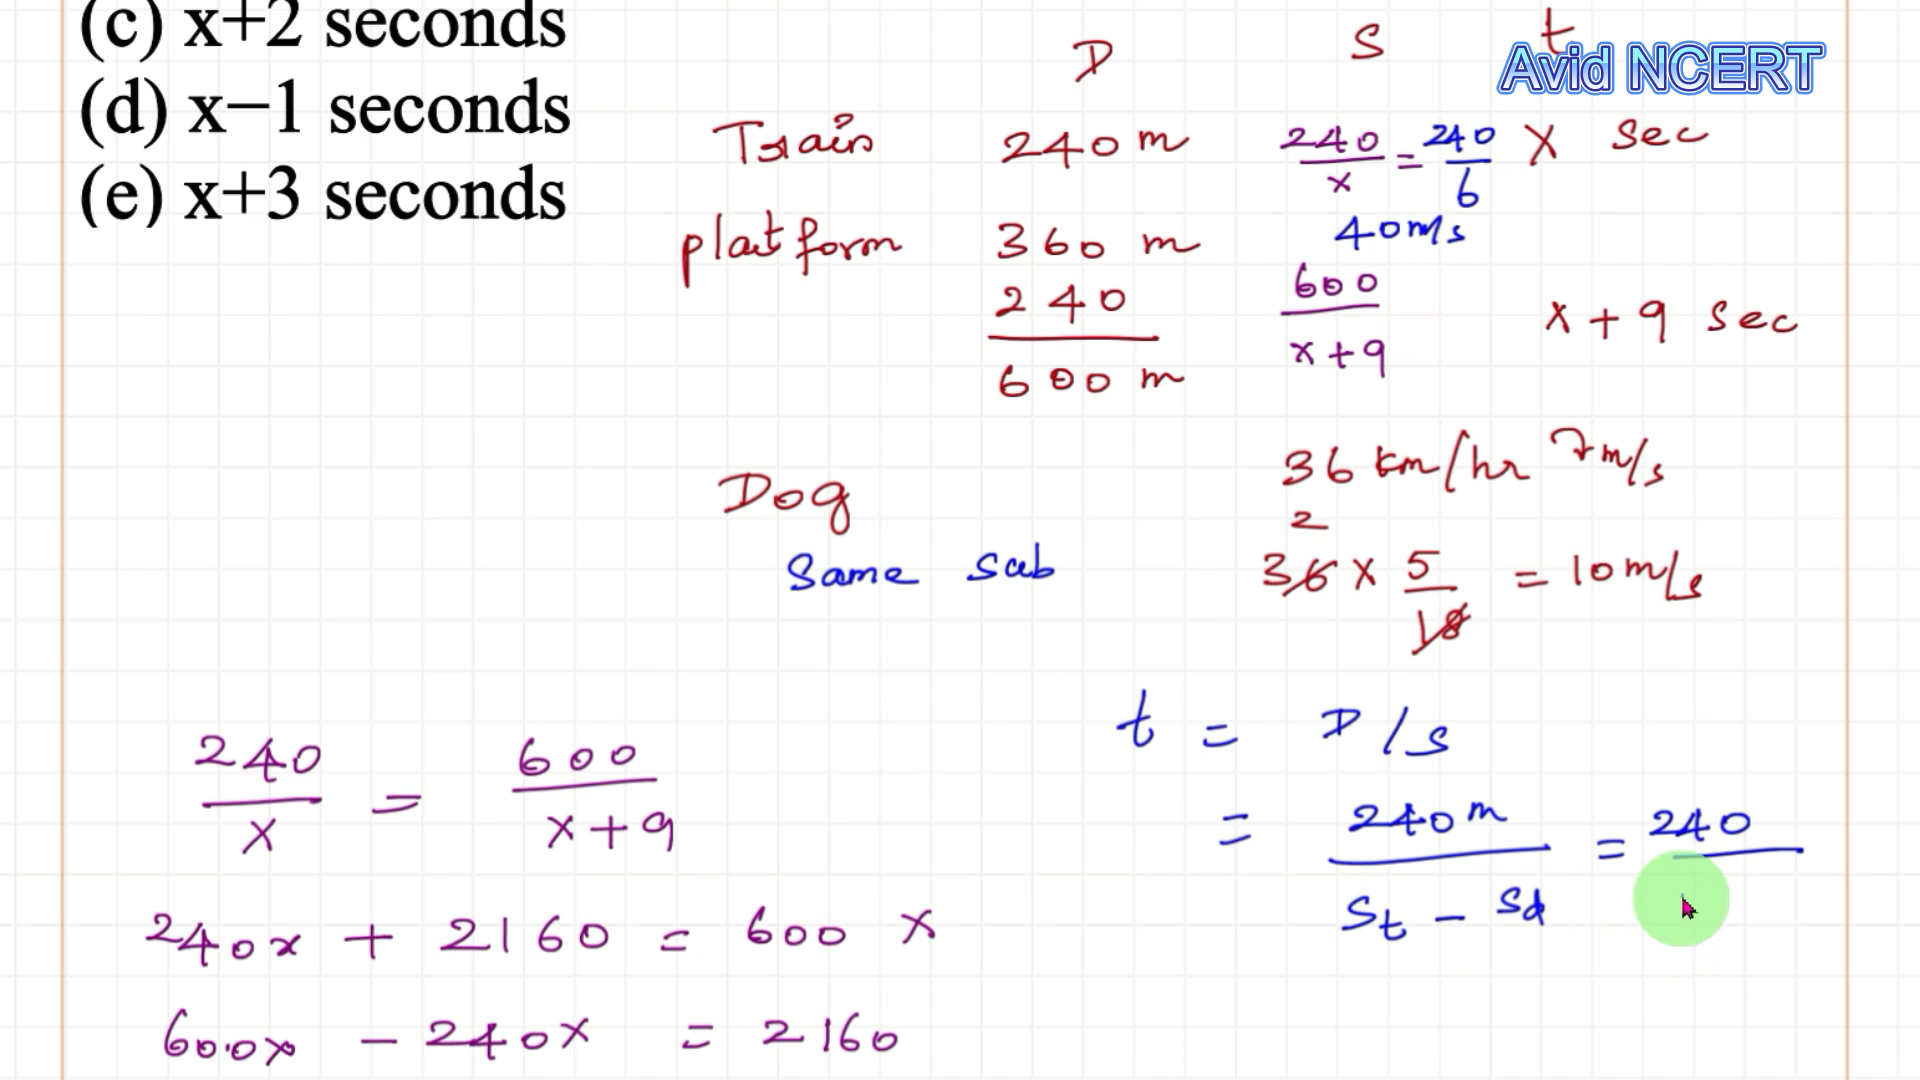 (c) x+2 seconds
(d) x−1 seconds
(e) x+3 seconds
Avid NCERT
D S t
Train 240 m 240/x = 240/6 x sec
40 m/s
platform 360 m
240
600 m 600/x+9 x + 9 sec
Dog 36 km/hr ? m/s
Same sub
2
36 x 5/18 = 10 m/s
240/x = 600/x+9
240x + 2160 = 600 x
600x − 240x = 2160
t = D/s
= 240 m/St − Sd = 240